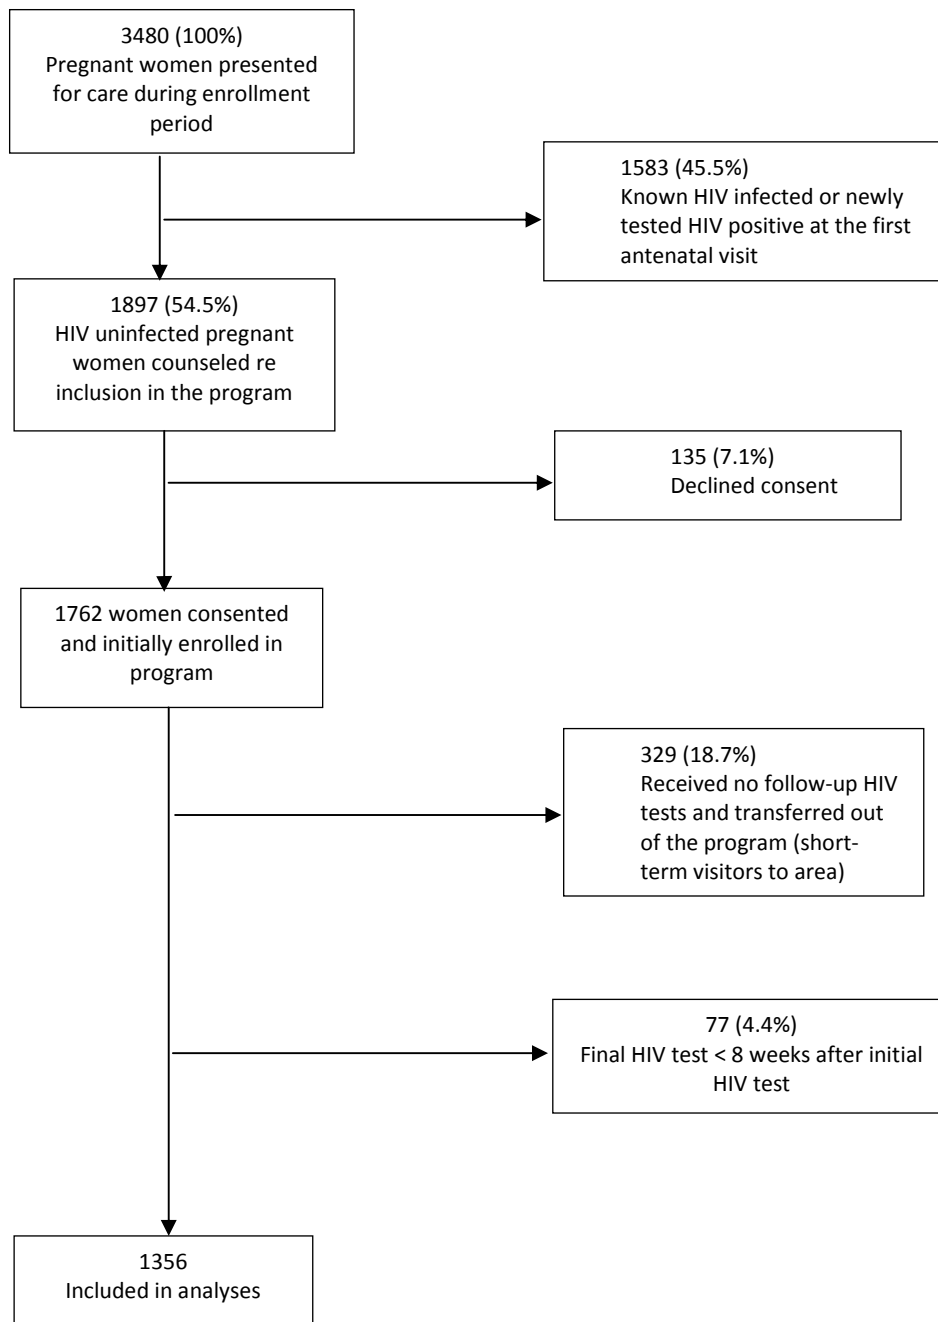 3480 (100%)
Pregnant women presented
for care during enrollment
period
1583 (45.5%)
Known HIV infected or newly
tested HIV positive at the first
antenatal visit
1897 (54.5%)
HIV uninfected pregnant
women counseled re
inclusion in the program
135 (7.1%)
Declined consent
1762 women consented
and initially enrolled in
program
329 (18.7%)
Received no follow-up HIV
tests and transferred out
of the program (short-
term visitors to area)
77 (4.4%)
Final HIV test < 8 weeks after initial
HIV test
1356
Included in analyses